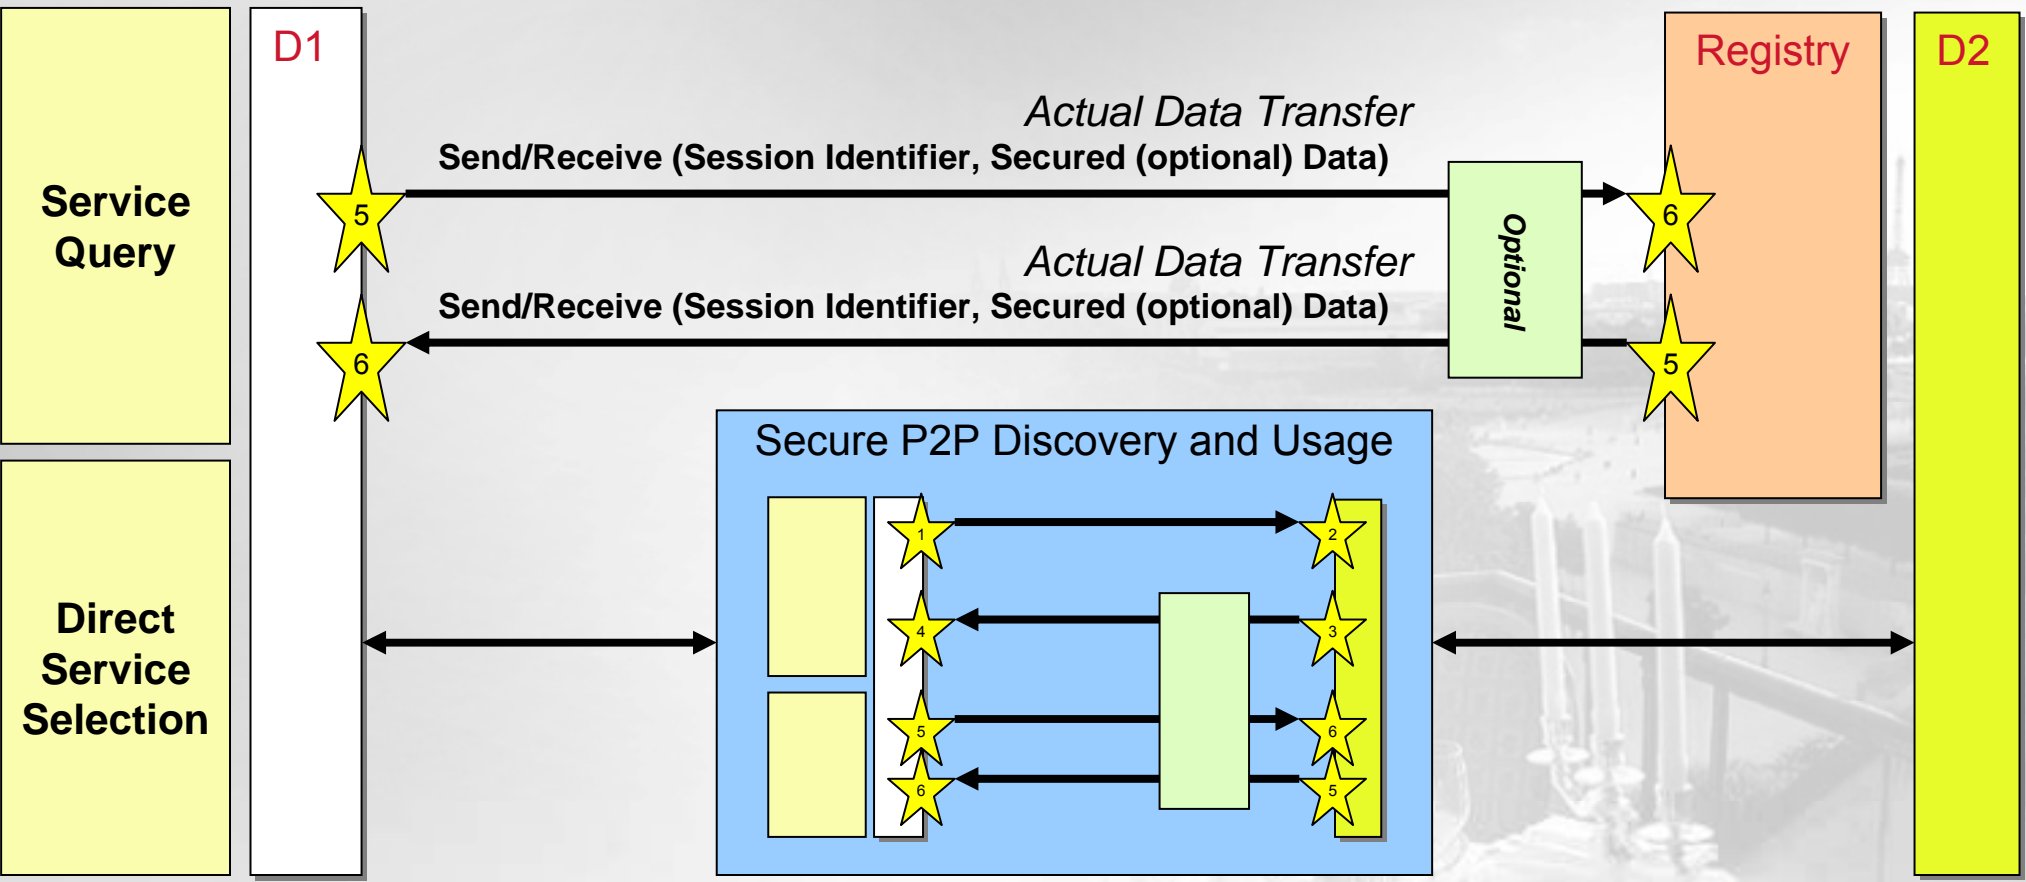 D1
Registry
D2
Service
Query
Actual Data Transfer
Send/Receive (Session Identifier, Secured (optional) Data)
5
6
Optional
Actual Data Transfer
Send/Receive (Session Identifier, Secured (optional) Data)
6
5
Direct
Service
Selection
Secure P2P Discovery and Usage
1
2
4
3
5
6
6
5